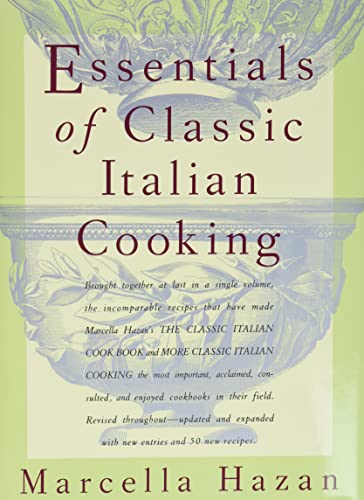 Essentials
of Classic
Italian
Cooking
Brought together at last in a single volume,
the incomparable recipes that have made
Marcella Hazan's THE CLASSIC ITALIAN
COOK BOOK and MORE CLASSIC ITALIAN
COOKING the most important, acclaimed, con-
sulted, and enjoyed cookbooks in their field.
Revised throughout—updated and expanded
with new entries and 50 new recipes.
Marcella Hazan